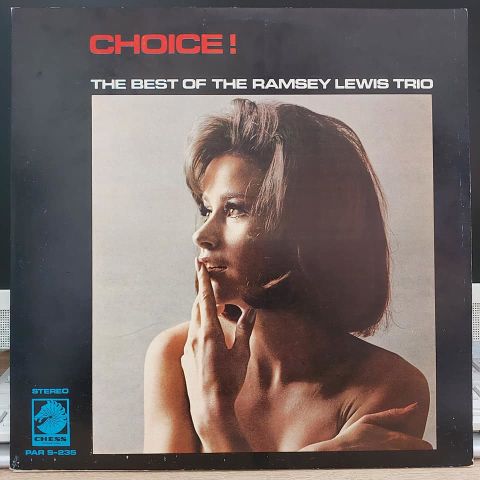 CHOICE!
THE BEST OF THE RAMSEY LEWIS TRIO
STEREO
CHESS
PAR S-235